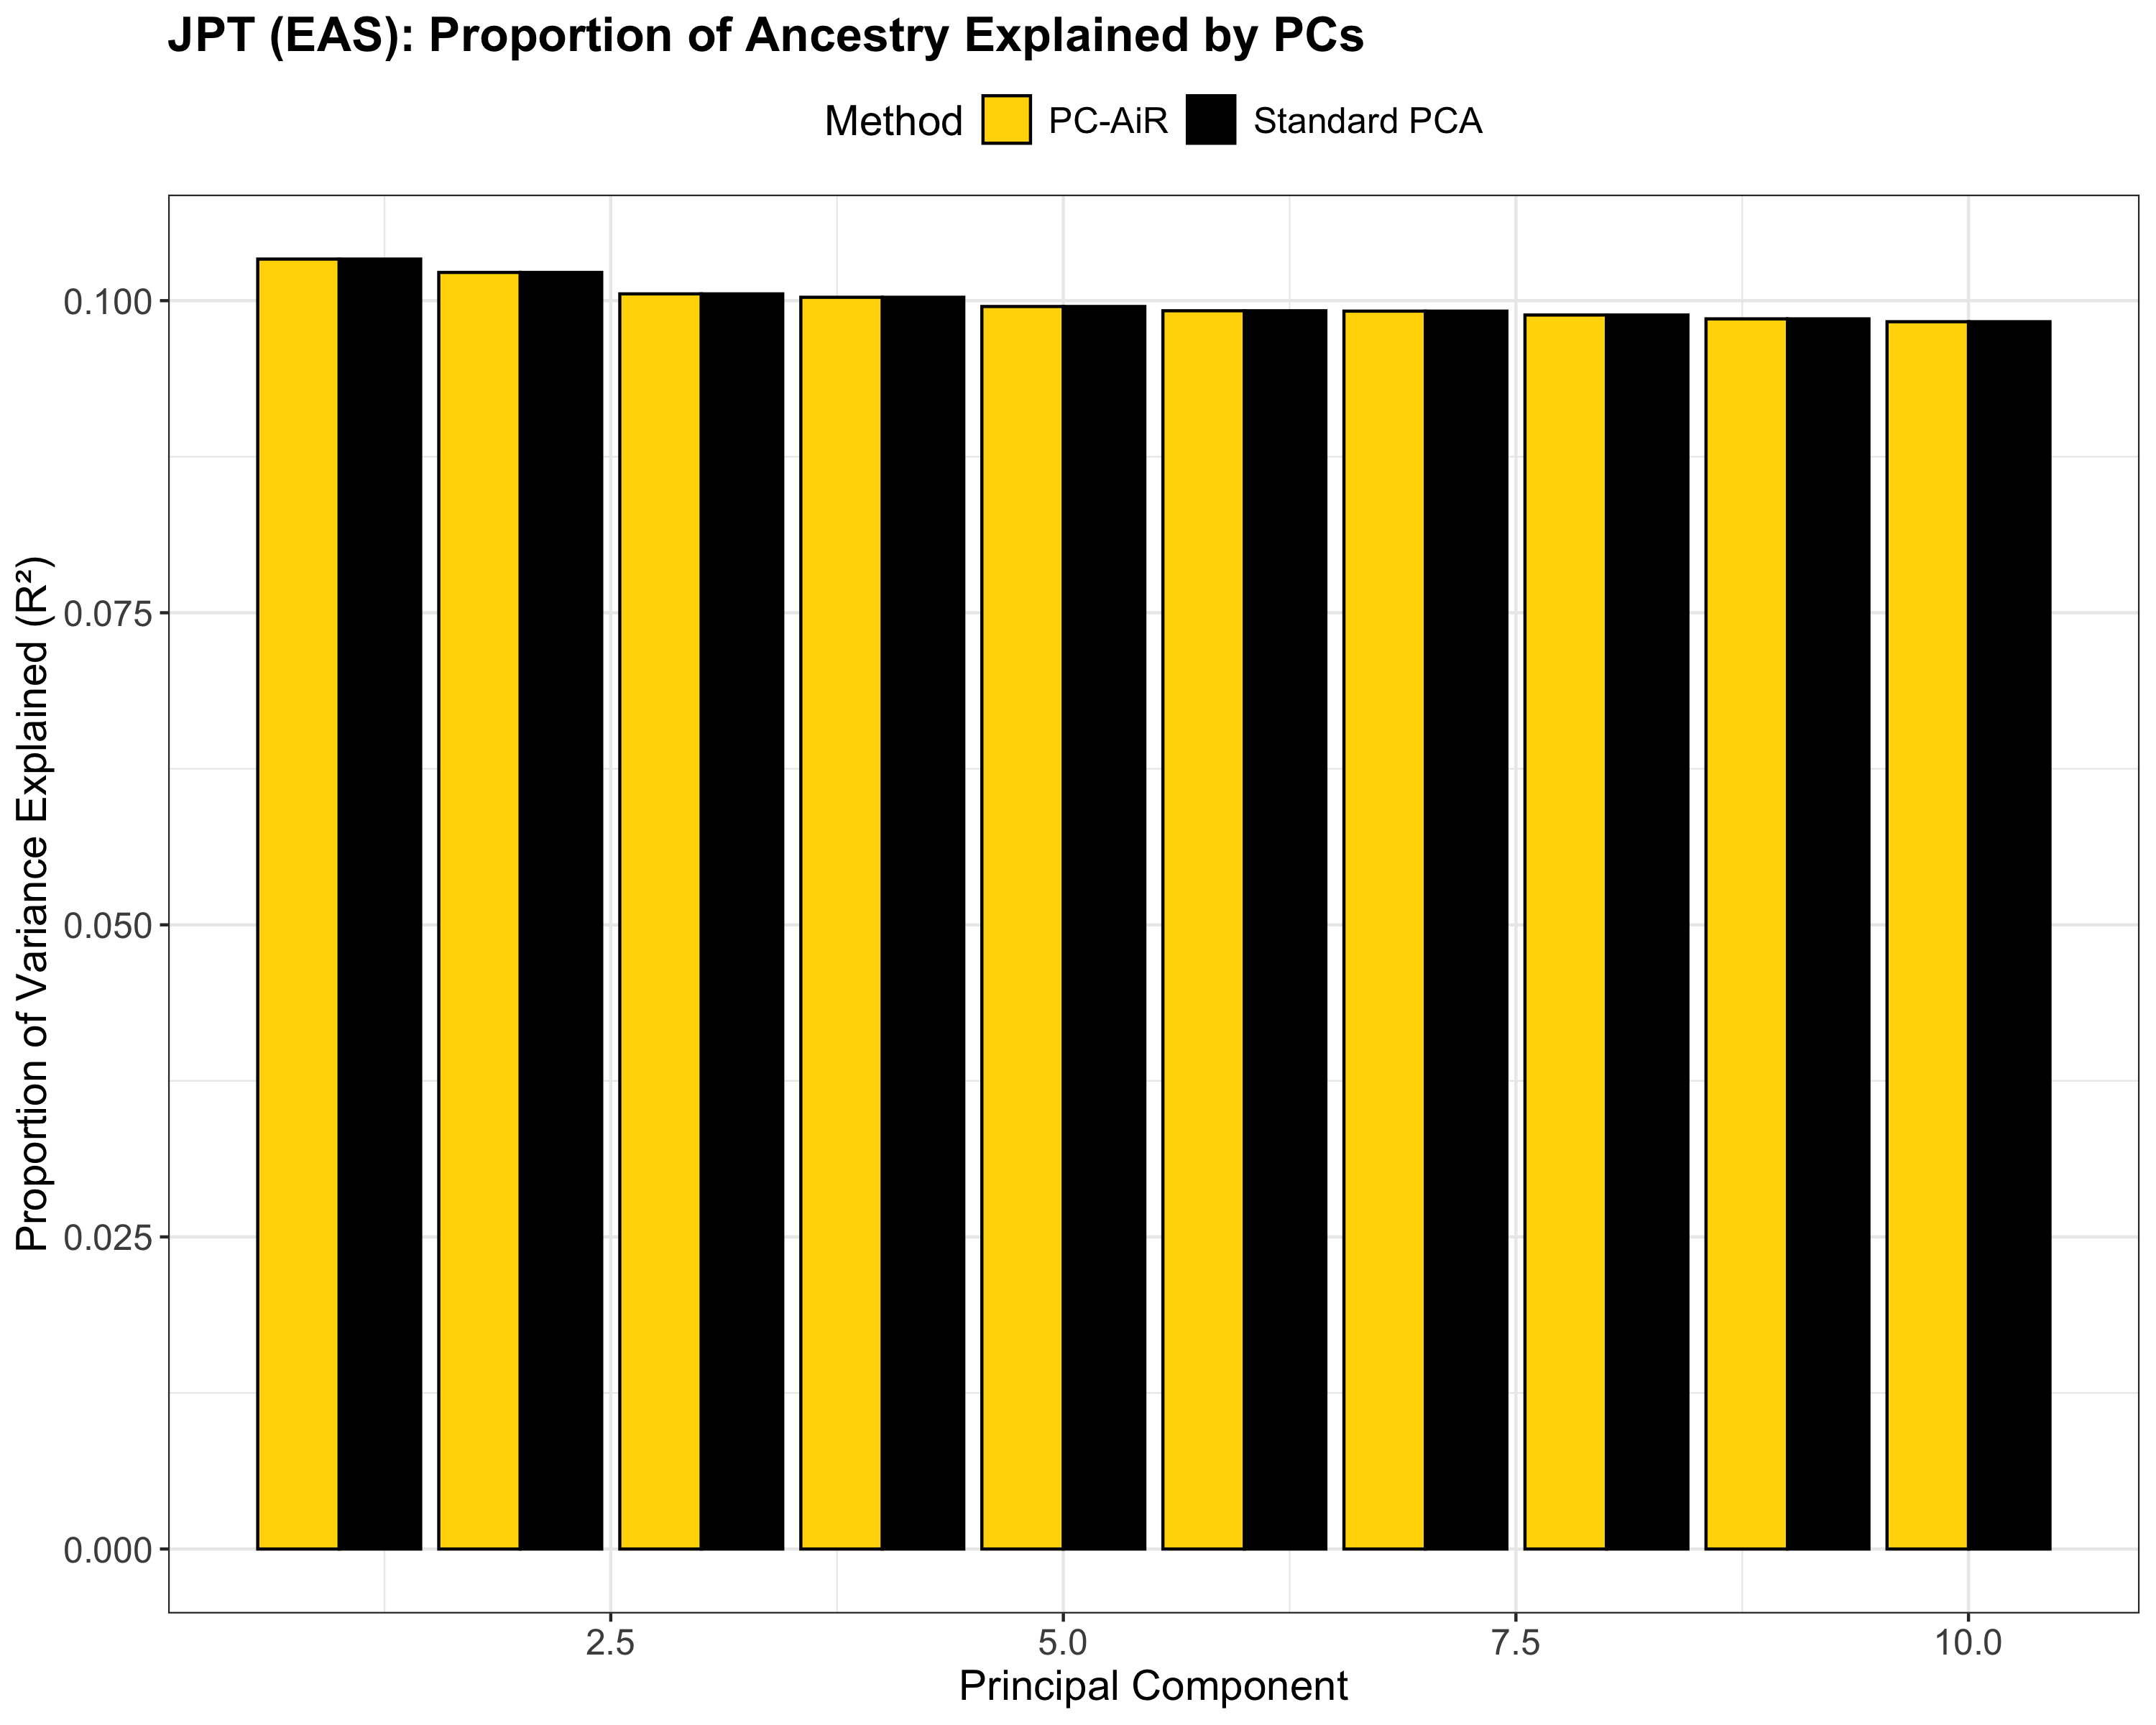 JPT (EAS): Proportion of Ancestry Explained by PCs
Method PC-AiR Standard PCA
Proportion of Variance Explained (R²)
0.100
0.075
0.050
0.025
0.000
2.5 5.0 7.5 10.0
Principal Component